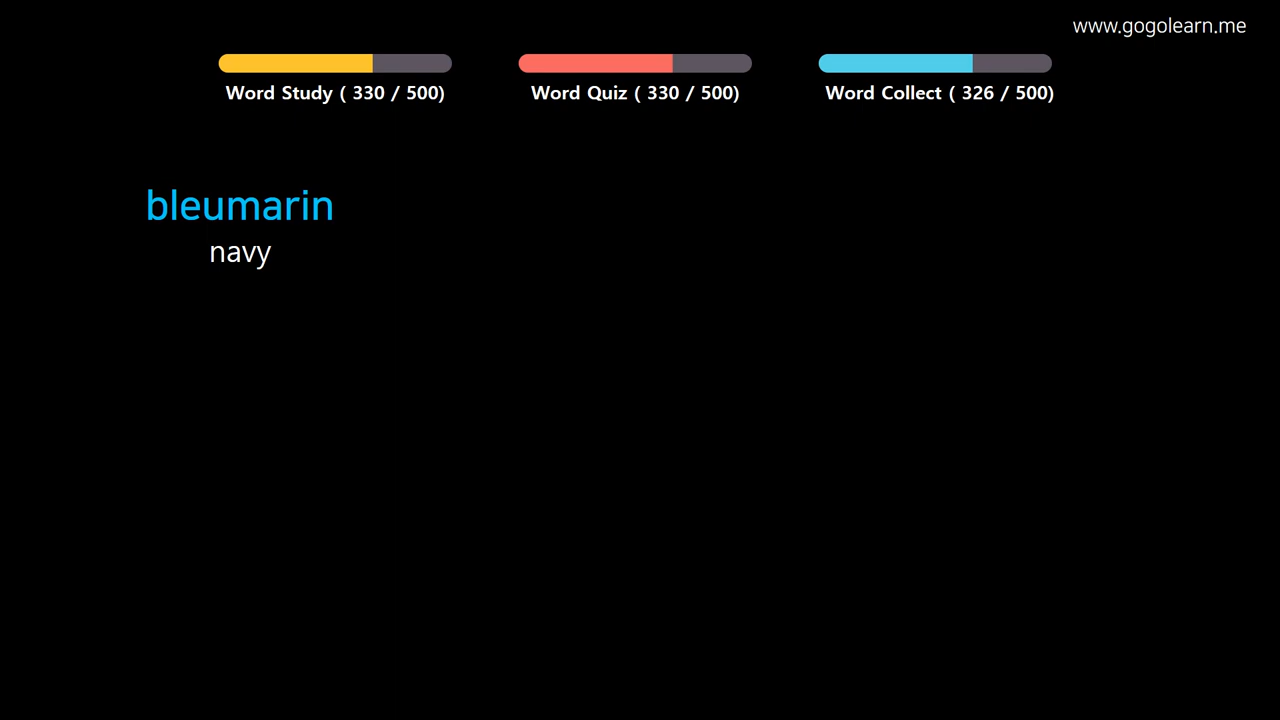 www.gogolearn.me
Word Study ( 330 / 500)
Word Quiz ( 330 / 500)
Word Collect ( 326 / 500)
bleumarin
navy